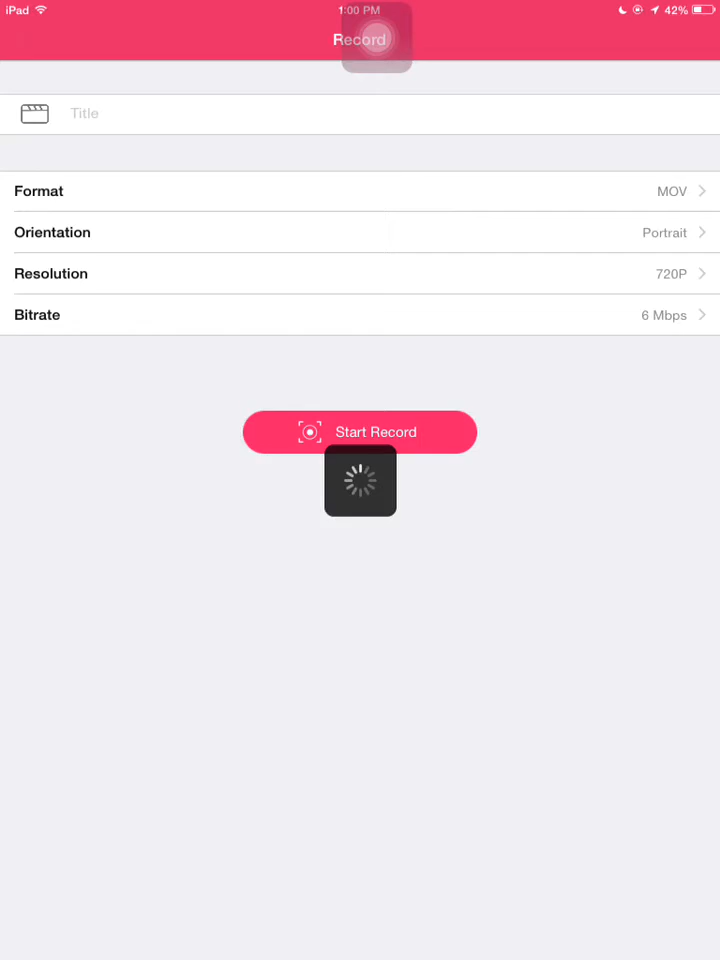 iPad 1:00 PM 42%
Record
Title
Format MOV
Orientation Portrait
Resolution 720P
Bitrate 6 Mbps
Start Record